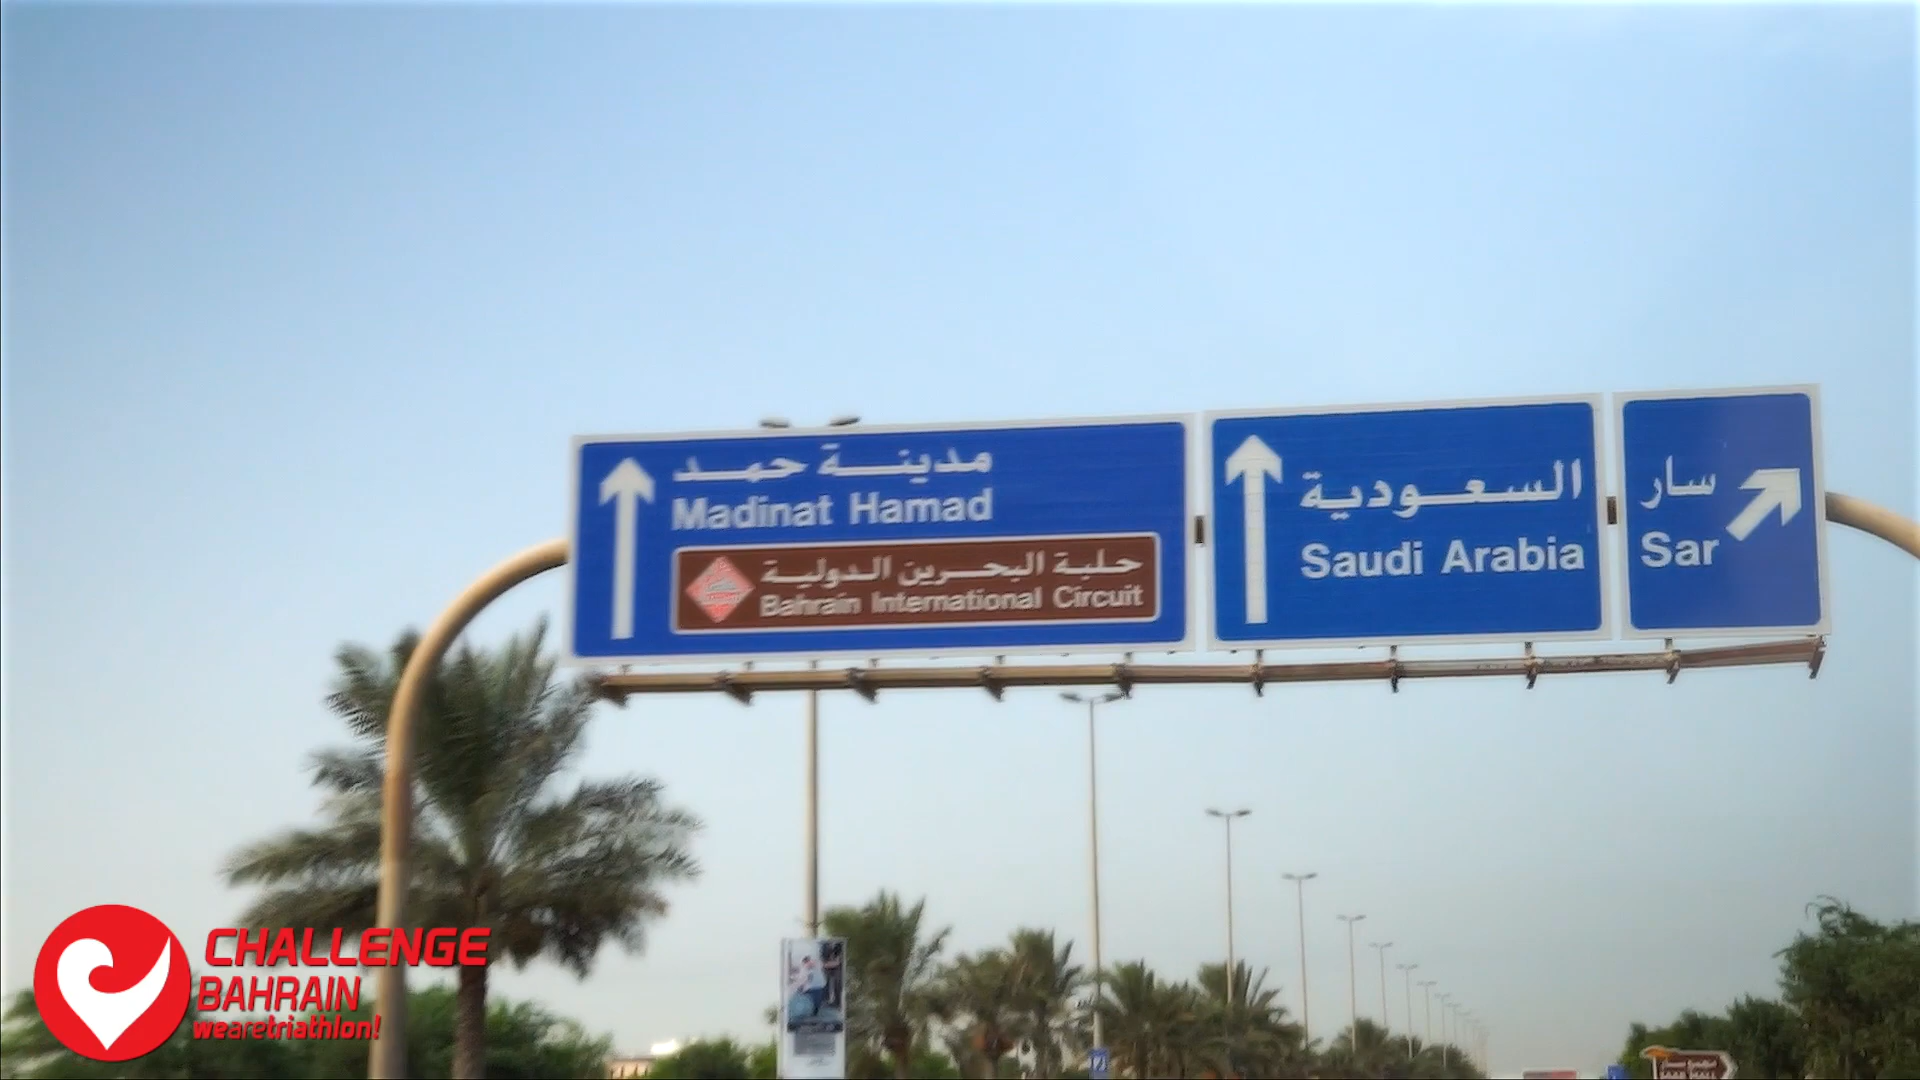 مدينة حمد
Madinat Hamad
حلبة البحرين الدولية
Bahrain International Circuit
السعودية
Saudi Arabia
سار
Sar
CHALLENGE
BAHRAIN
wearetriathlon!